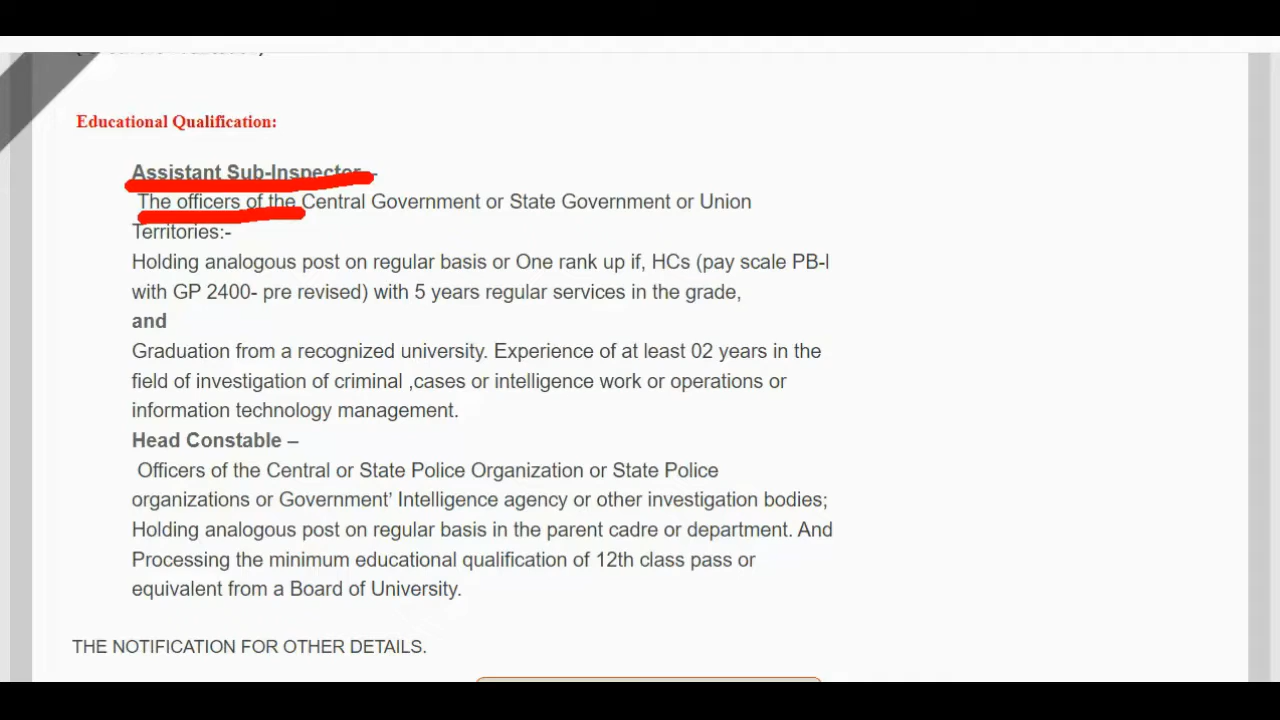 Educational Qualification:
Assistant Sub-Inspector -
The officers of the Central Government or State Government or Union
Territories:-
Holding analogous post on regular basis or One rank up if, HCs (pay scale PB-I
with GP 2400- pre revised) with 5 years regular services in the grade,
and
Graduation from a recognized university. Experience of at least 02 years in the
field of investigation of criminal ,cases or intelligence work or operations or
information technology management.
Head Constable –
Officers of the Central or State Police Organization or State Police
organizations or Government’ Intelligence agency or other investigation bodies;
Holding analogous post on regular basis in the parent cadre or department. And
Processing the minimum educational qualification of 12th class pass or
equivalent from a Board of University.
THE NOTIFICATION FOR OTHER DETAILS.